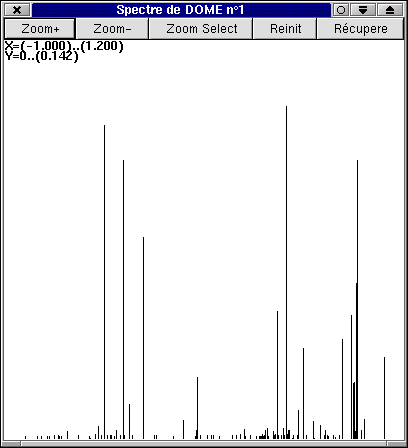 Spectre de DOME n°1
Zoom+ Zoom- Zoom Select Reinit Récupere
X=(-1.000)..(1.200)
Y=0..(0.142)